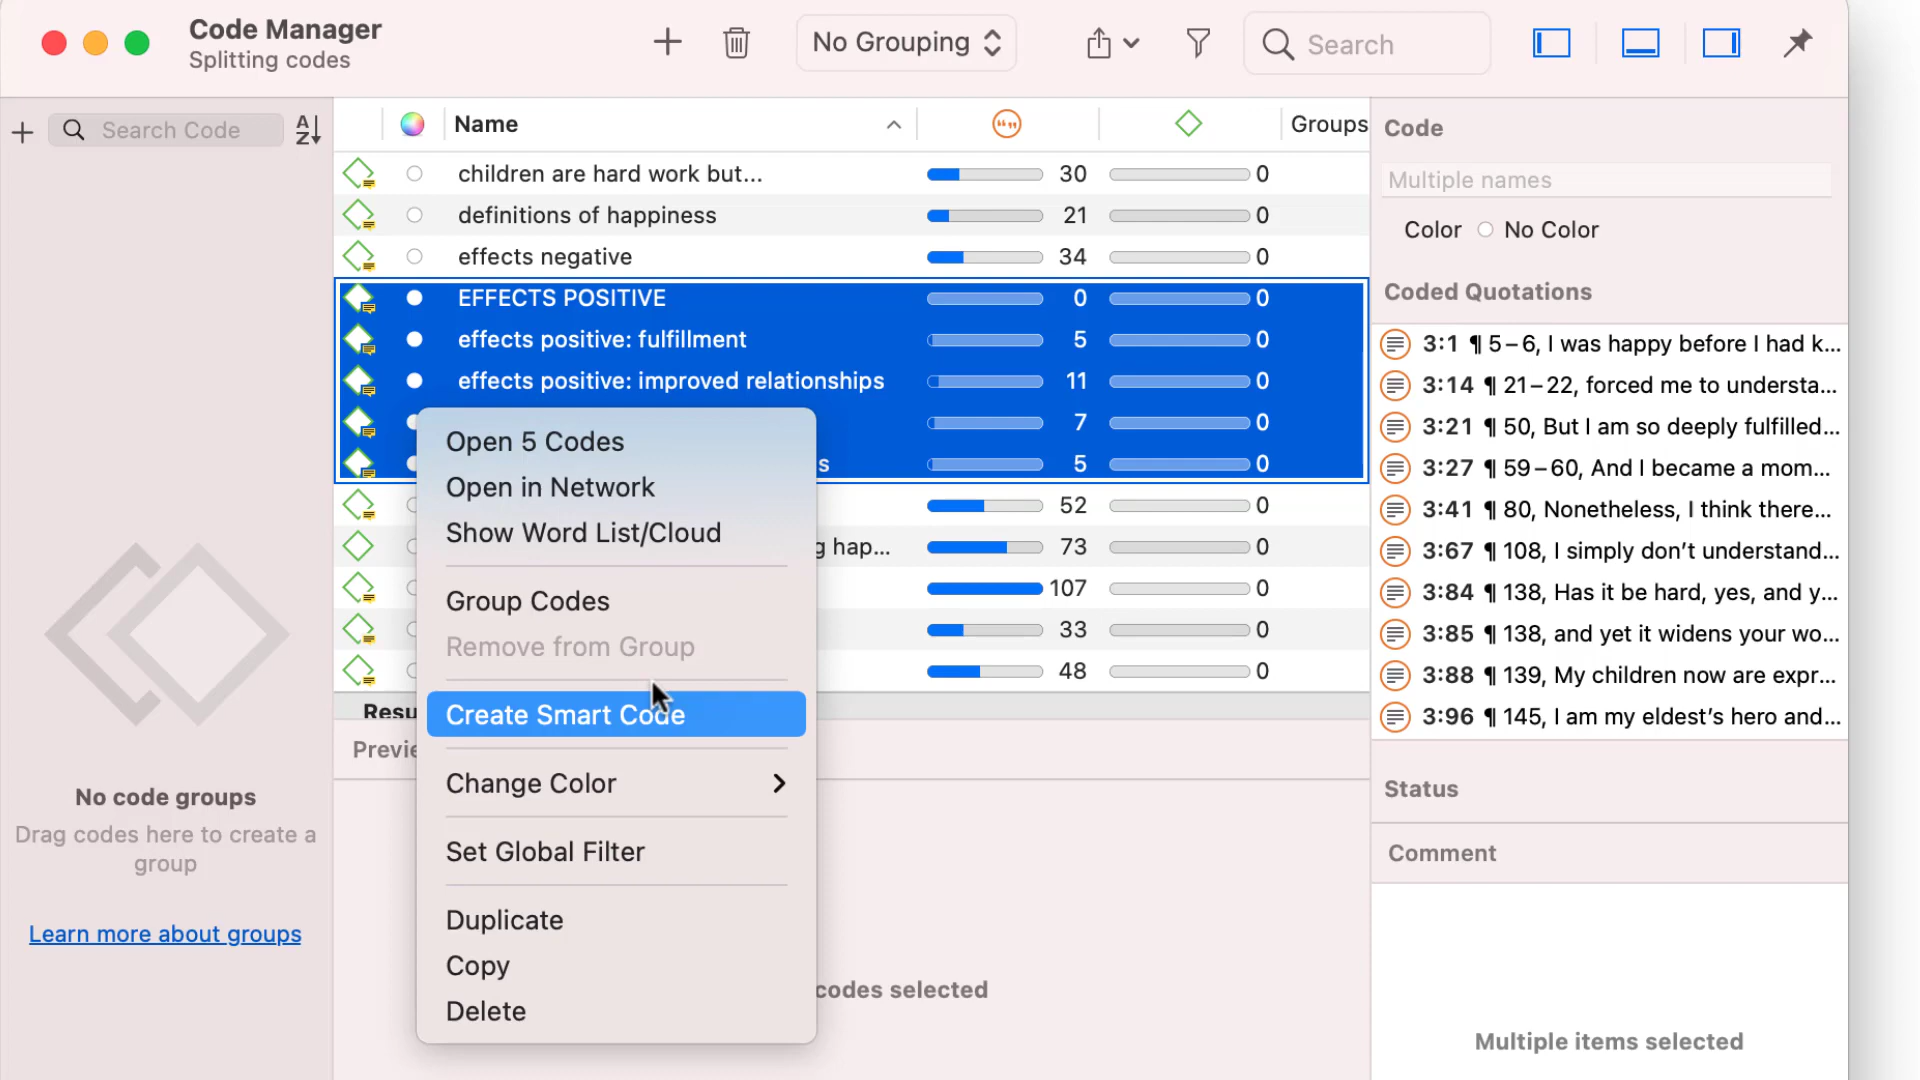 Code Manager
Splitting codes
No Grouping
Search
Search Code
A
Z
Name
Groups
children are hard work but... 30 0
definitions of happiness 21 0
effects negative 34 0
EFFECTS POSITIVE 0 0
effects positive: fulfillment 5 0
effects positive: improved relationships 11 0
7 0
s 5 0
52 0
g hap... 73 0
107 0
33 0
48 0
Resu
Previe
Open 5 Codes
Open in Network
Show Word List/Cloud
Group Codes
Remove from Group
Create Smart Code
Change Color
Set Global Filter
Duplicate
Copy
Delete
codes selected
No code groups
Drag codes here to create a
group
Learn more about groups
Code
Multiple names
Color No Color
Coded Quotations
3:1 ¶ 5–6, I was happy before I had k...
3:14 ¶ 21–22, forced me to understa...
3:21 ¶ 50, But I am so deeply fulfilled...
3:27 ¶ 59–60, And I became a mom...
3:41 ¶ 80, Nonetheless, I think there...
3:67 ¶ 108, I simply don't understand...
3:84 ¶ 138, Has it be hard, yes, and y...
3:85 ¶ 138, and yet it widens your wo...
3:88 ¶ 139, My children now are expr...
3:96 ¶ 145, I am my eldest's hero and...
Status
Comment
Multiple items selected